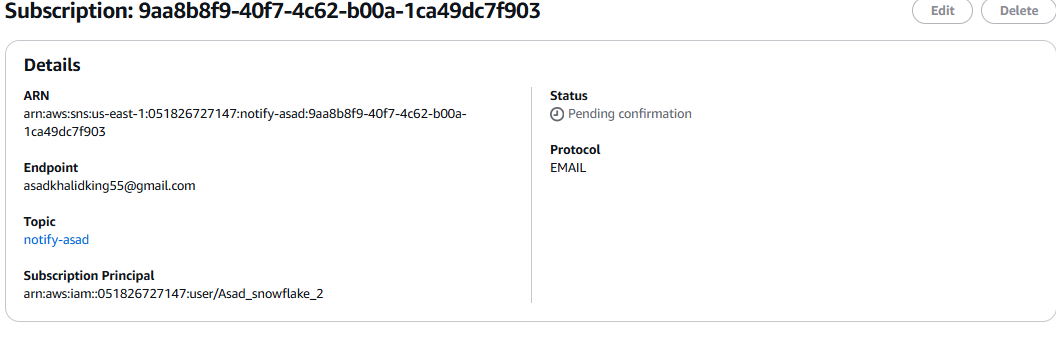 Subscription: 9aa8b8f9-40f7-4c62-b00a-1ca49dc7f903
Edit
Delete
Details
ARN
arn:aws:sns:us-east-1:051826727147:notify-asad:9aa8b8f9-40f7-4c62-b00a-
1ca49dc7f903
Endpoint
asadkhalidking55@gmail.com
Topic
notify-asad
Subscription Principal
arn:aws:iam::051826727147:user/Asad_snowflake_2
Status
Pending confirmation
Protocol
EMAIL